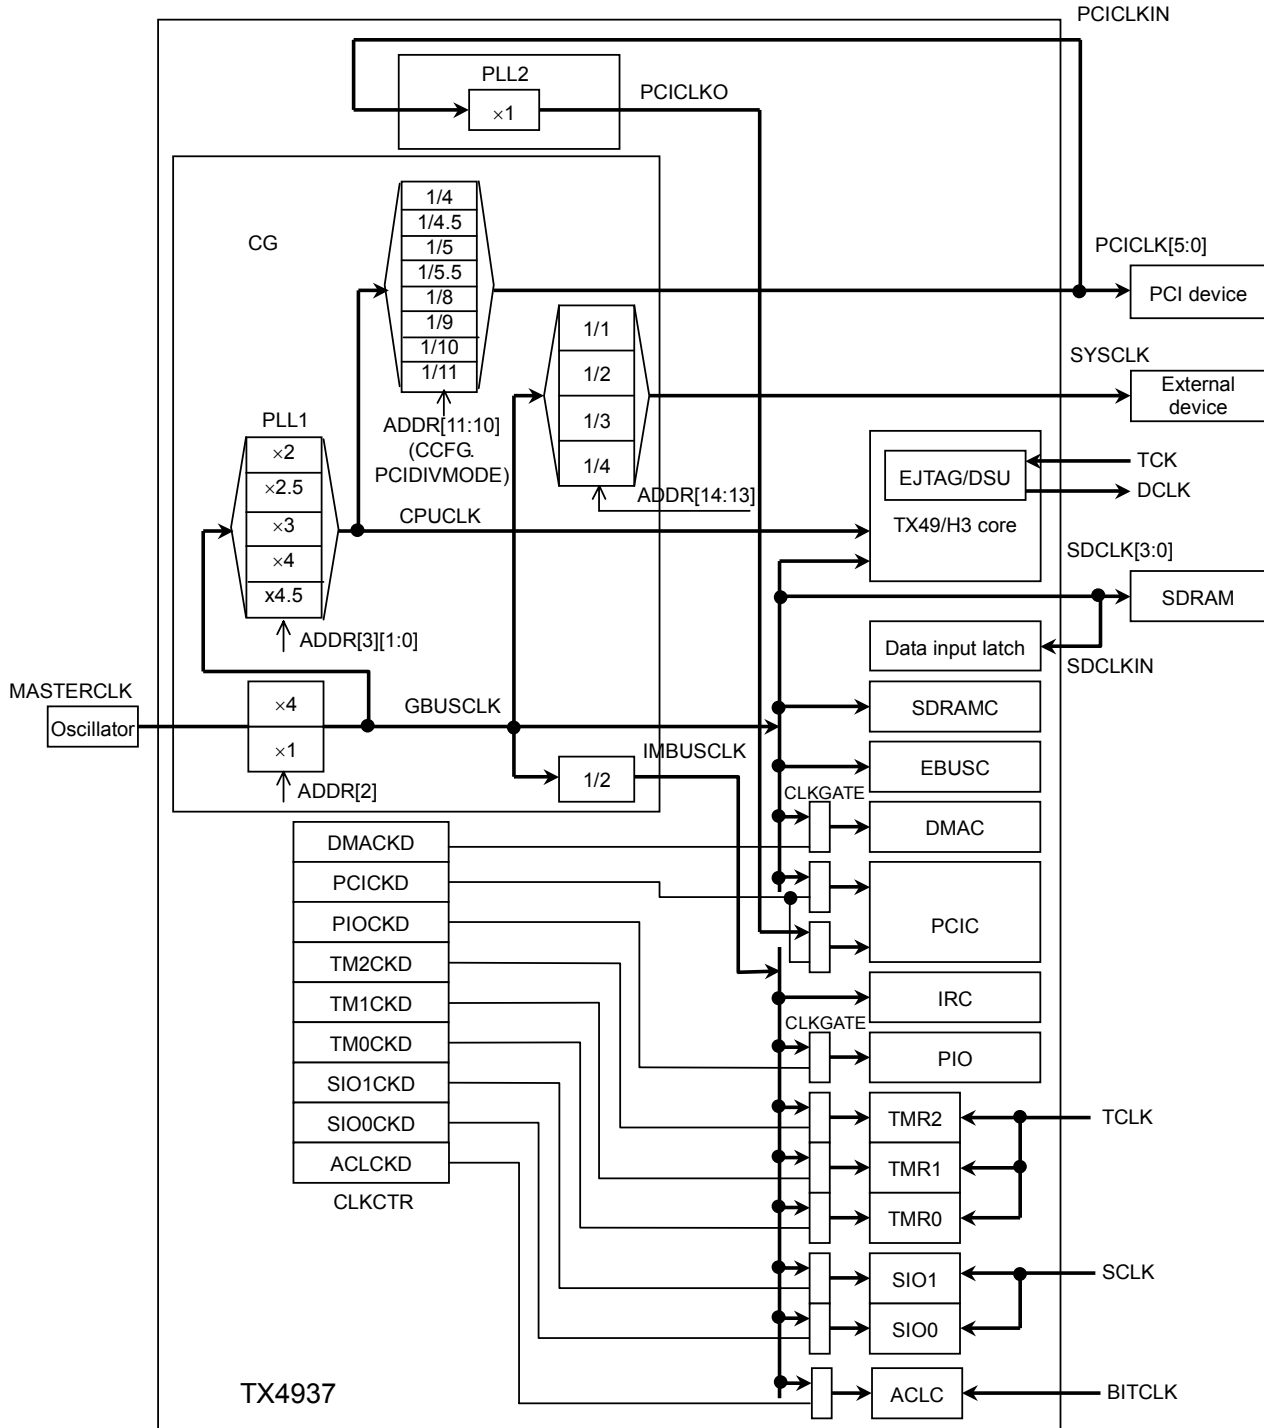 PCICLKIN
PLL2
×1
PCICLKO
CG
1/4
1/4.5
1/5
1/5.5
1/8
1/9
1/10
1/11
ADDR[11:10]
(CCFG.
PCIDIVMODE)
PCICLK[5:0]
PCI device
1/1
1/2
1/3
1/4
ADDR[14:13]
SYSCLK
External
device
PLL1
×2
×2.5
×3
×4
x4.5
ADDR[3][1:0]
CPUCLK
EJTAG/DSU
TX49/H3 core
TCK
DCLK
SDCLK[3:0]
SDRAM
Data input latch
SDCLKIN
MASTERCLK
Oscillator
×4
×1
ADDR[2]
GBUSCLK
IMBUSCLK
1/2
SDRAMC
EBUSC
CLKGATE
DMAC
DMACKD
PCICKD
PIOCKD
TM2CKD
TM1CKD
TM0CKD
SIO1CKD
SIO0CKD
ACLCKD
CLKCTR
PCIC
IRC
CLKGATE
PIO
TMR2
TCLK
TMR1
TMR0
SIO1
SCLK
SIO0
ACLC
BITCLK
TX4937